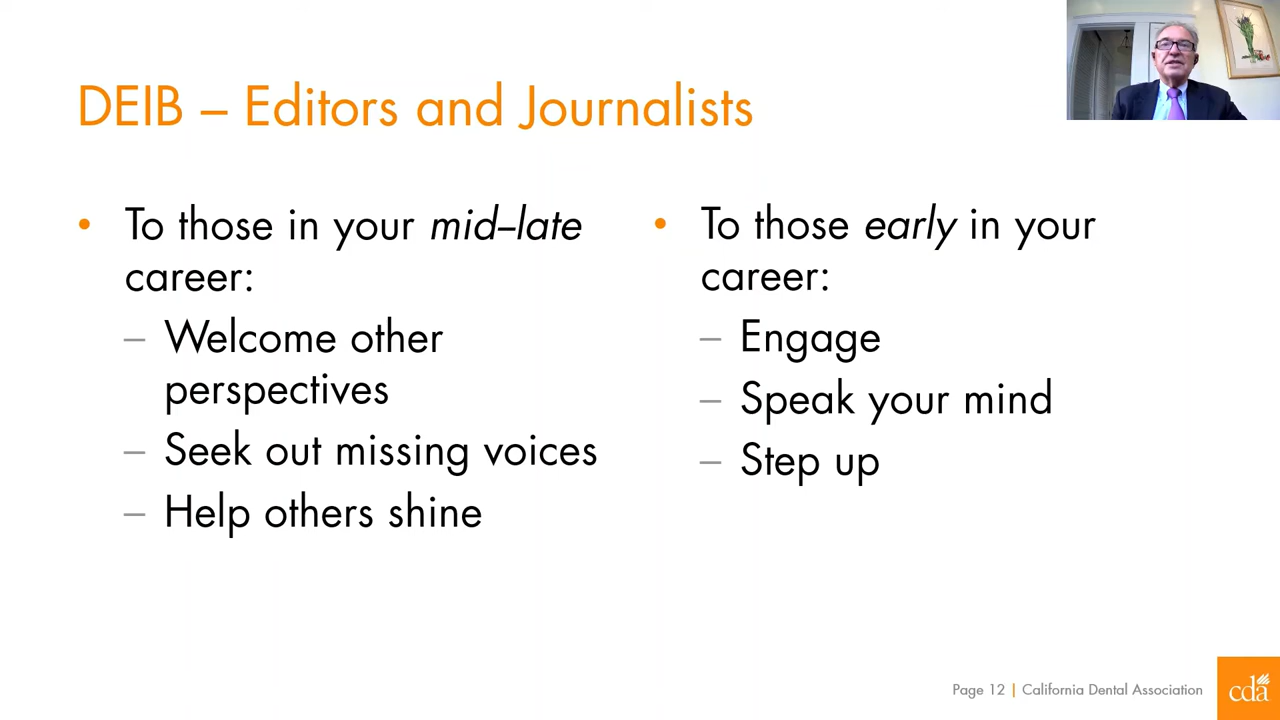 DEIB – Editors and Journalists
• To those in your mid–late
career:
– Welcome other
perspectives
– Seek out missing voices
– Help others shine
• To those early in your
career:
– Engage
– Speak your mind
– Step up
Page 12 | California Dental Association
cda